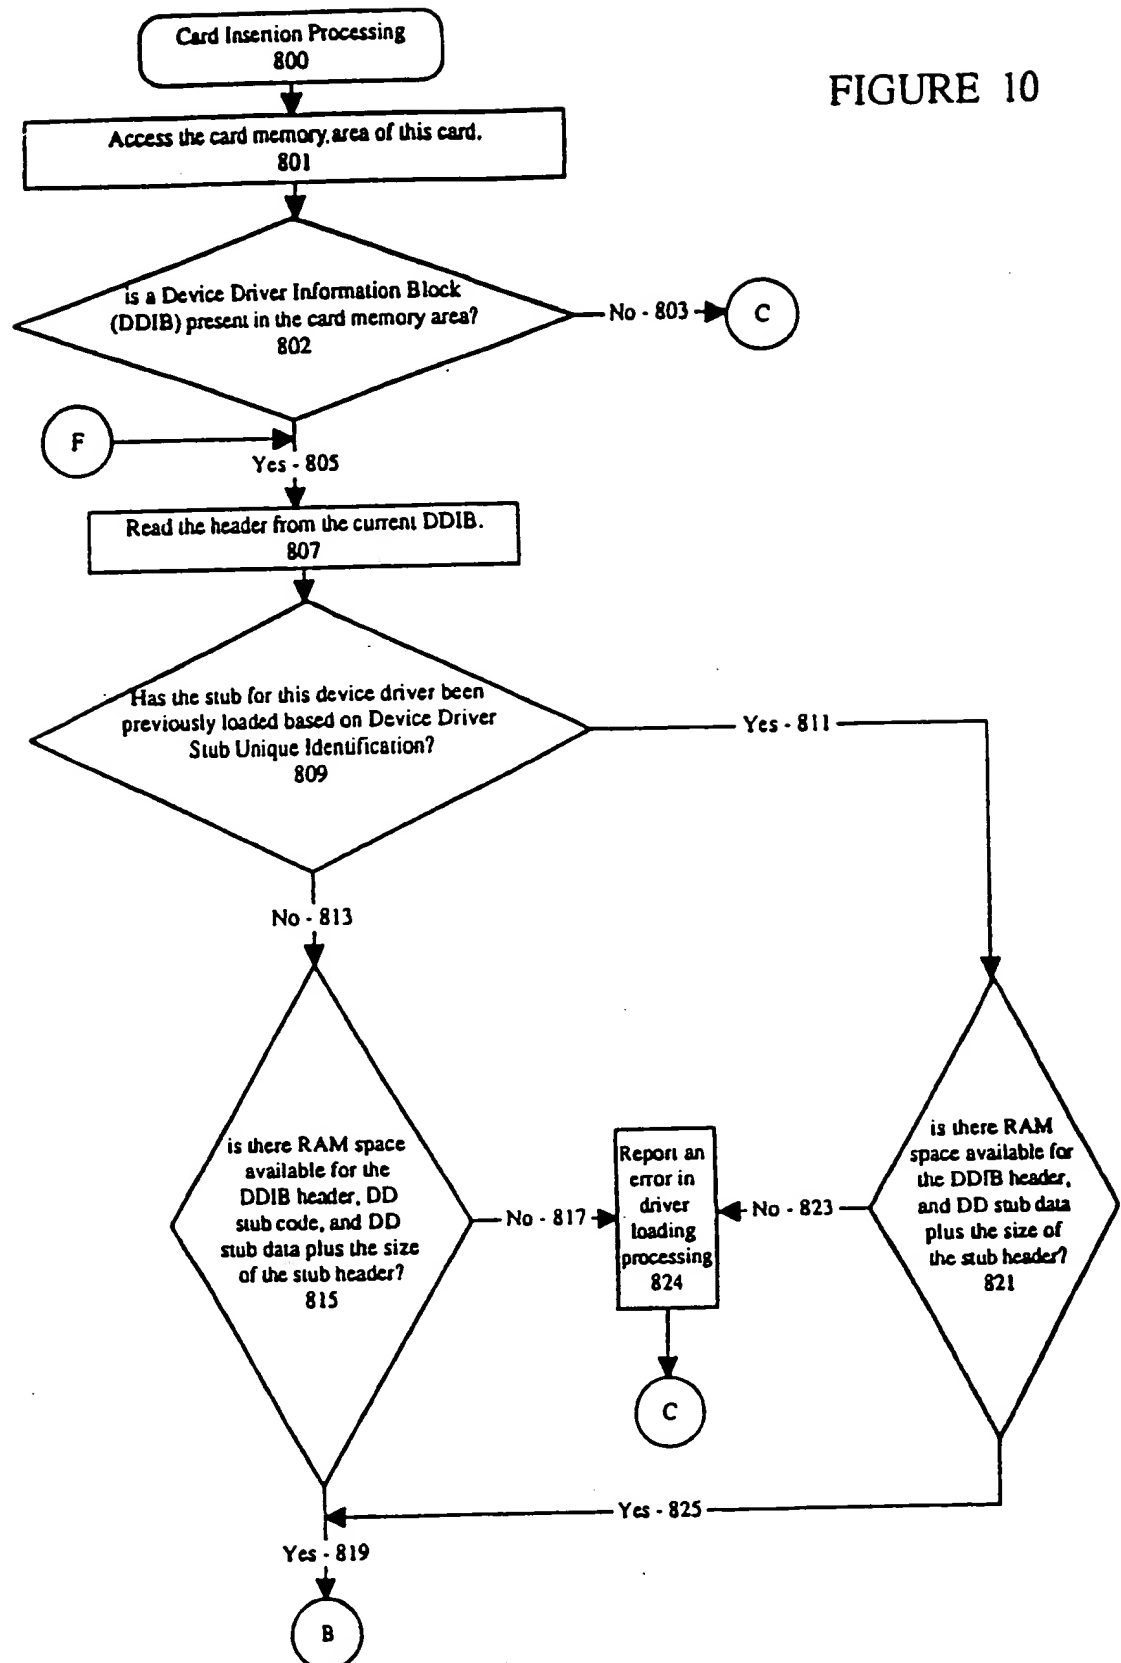 Card Insertion Processing
800
FIGURE 10
Access the card memory area of this card.
801
is a Device Driver Information Block
(DDIB) present in the card memory area?
802
No - 803
C
F
Yes - 805
Read the header from the current DDIB.
807
Has the stub for this device driver been
previously loaded based on Device Driver
Stub Unique Identification?
809
Yes - 811
No - 813
is there RAM space
available for the
DDIB header, DD
stub code, and DD
stub data plus the size
of the stub header?
815
No - 817
Report an
error in
driver
loading
processing
824
No - 823
is there RAM
space available for
the DDIB header,
and DD stub data
plus the size of
the stub header?
821
C
Yes - 825
Yes - 819
B